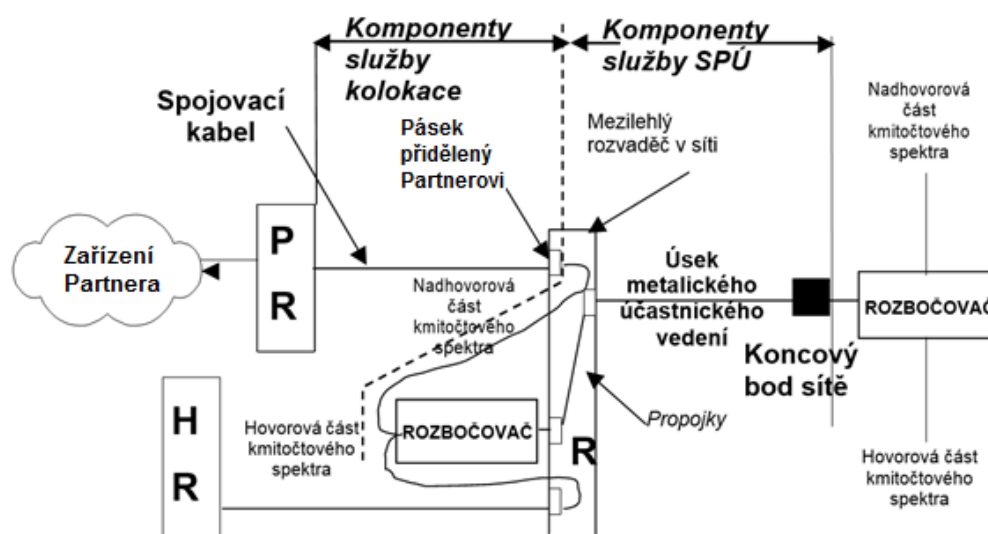 Komponenty
služby
kolokace
Komponenty
služby SPÚ
Spojovací
kabel
Pásek
přidělený
Partnerovi
Mezilehlý
rozvaděč v síti
Nadhovorová
část
kmitočtového
spektra
Zařízení
Partnera
P
R
Nadhovorová
část
kmitočtového
spektra
Úsek
metalického
účastnického
vedení
ROZBOČOVAČ
Koncový
bod sítě
H
R
Hovorová část
kmitočtového
spektra
ROZBOČOVAČ
R
Propojky
Hovorová část
kmitočtového
spektra